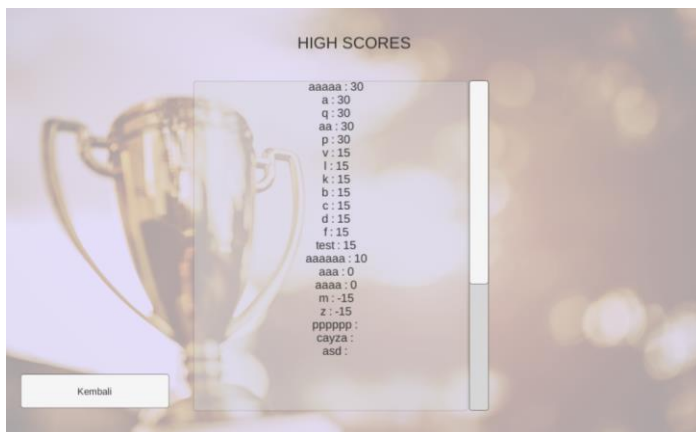 HIGH SCORES
aaaaa : 30
a : 30
q : 30
aa : 30
p : 30
v : 15
l : 15
k : 15
b : 15
c : 15
d : 15
f : 15
test : 15
aaaaaa : 10
aaa : 0
aaaa : 0
m : -15
z : -15
pppppp :
cayza :
asd :
Kembali